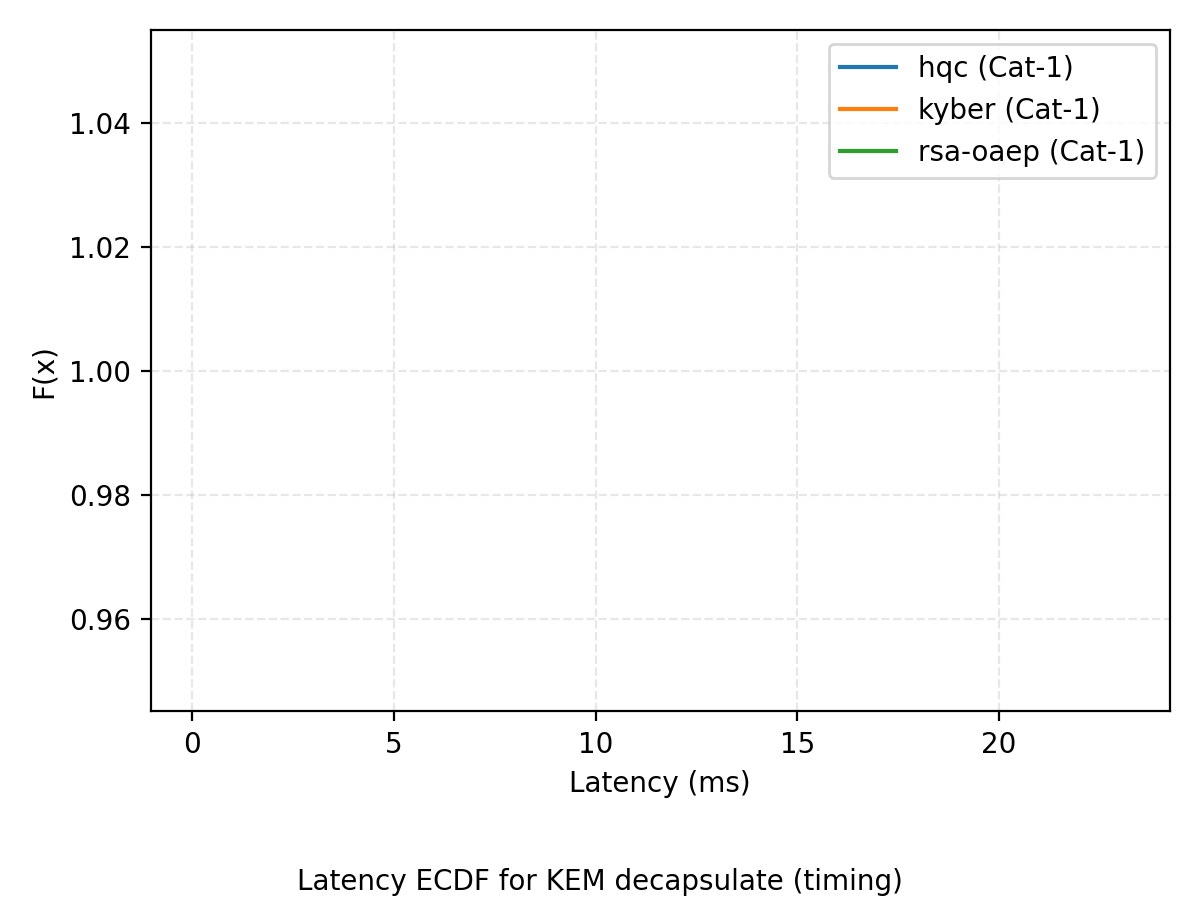 hqc (Cat-1)
kyber (Cat-1)
rsa-oaep (Cat-1)
1.04
1.02
1.00
0.98
0.96
F(x)
0 5 10 15 20
Latency (ms)
Latency ECDF for KEM decapsulate (timing)